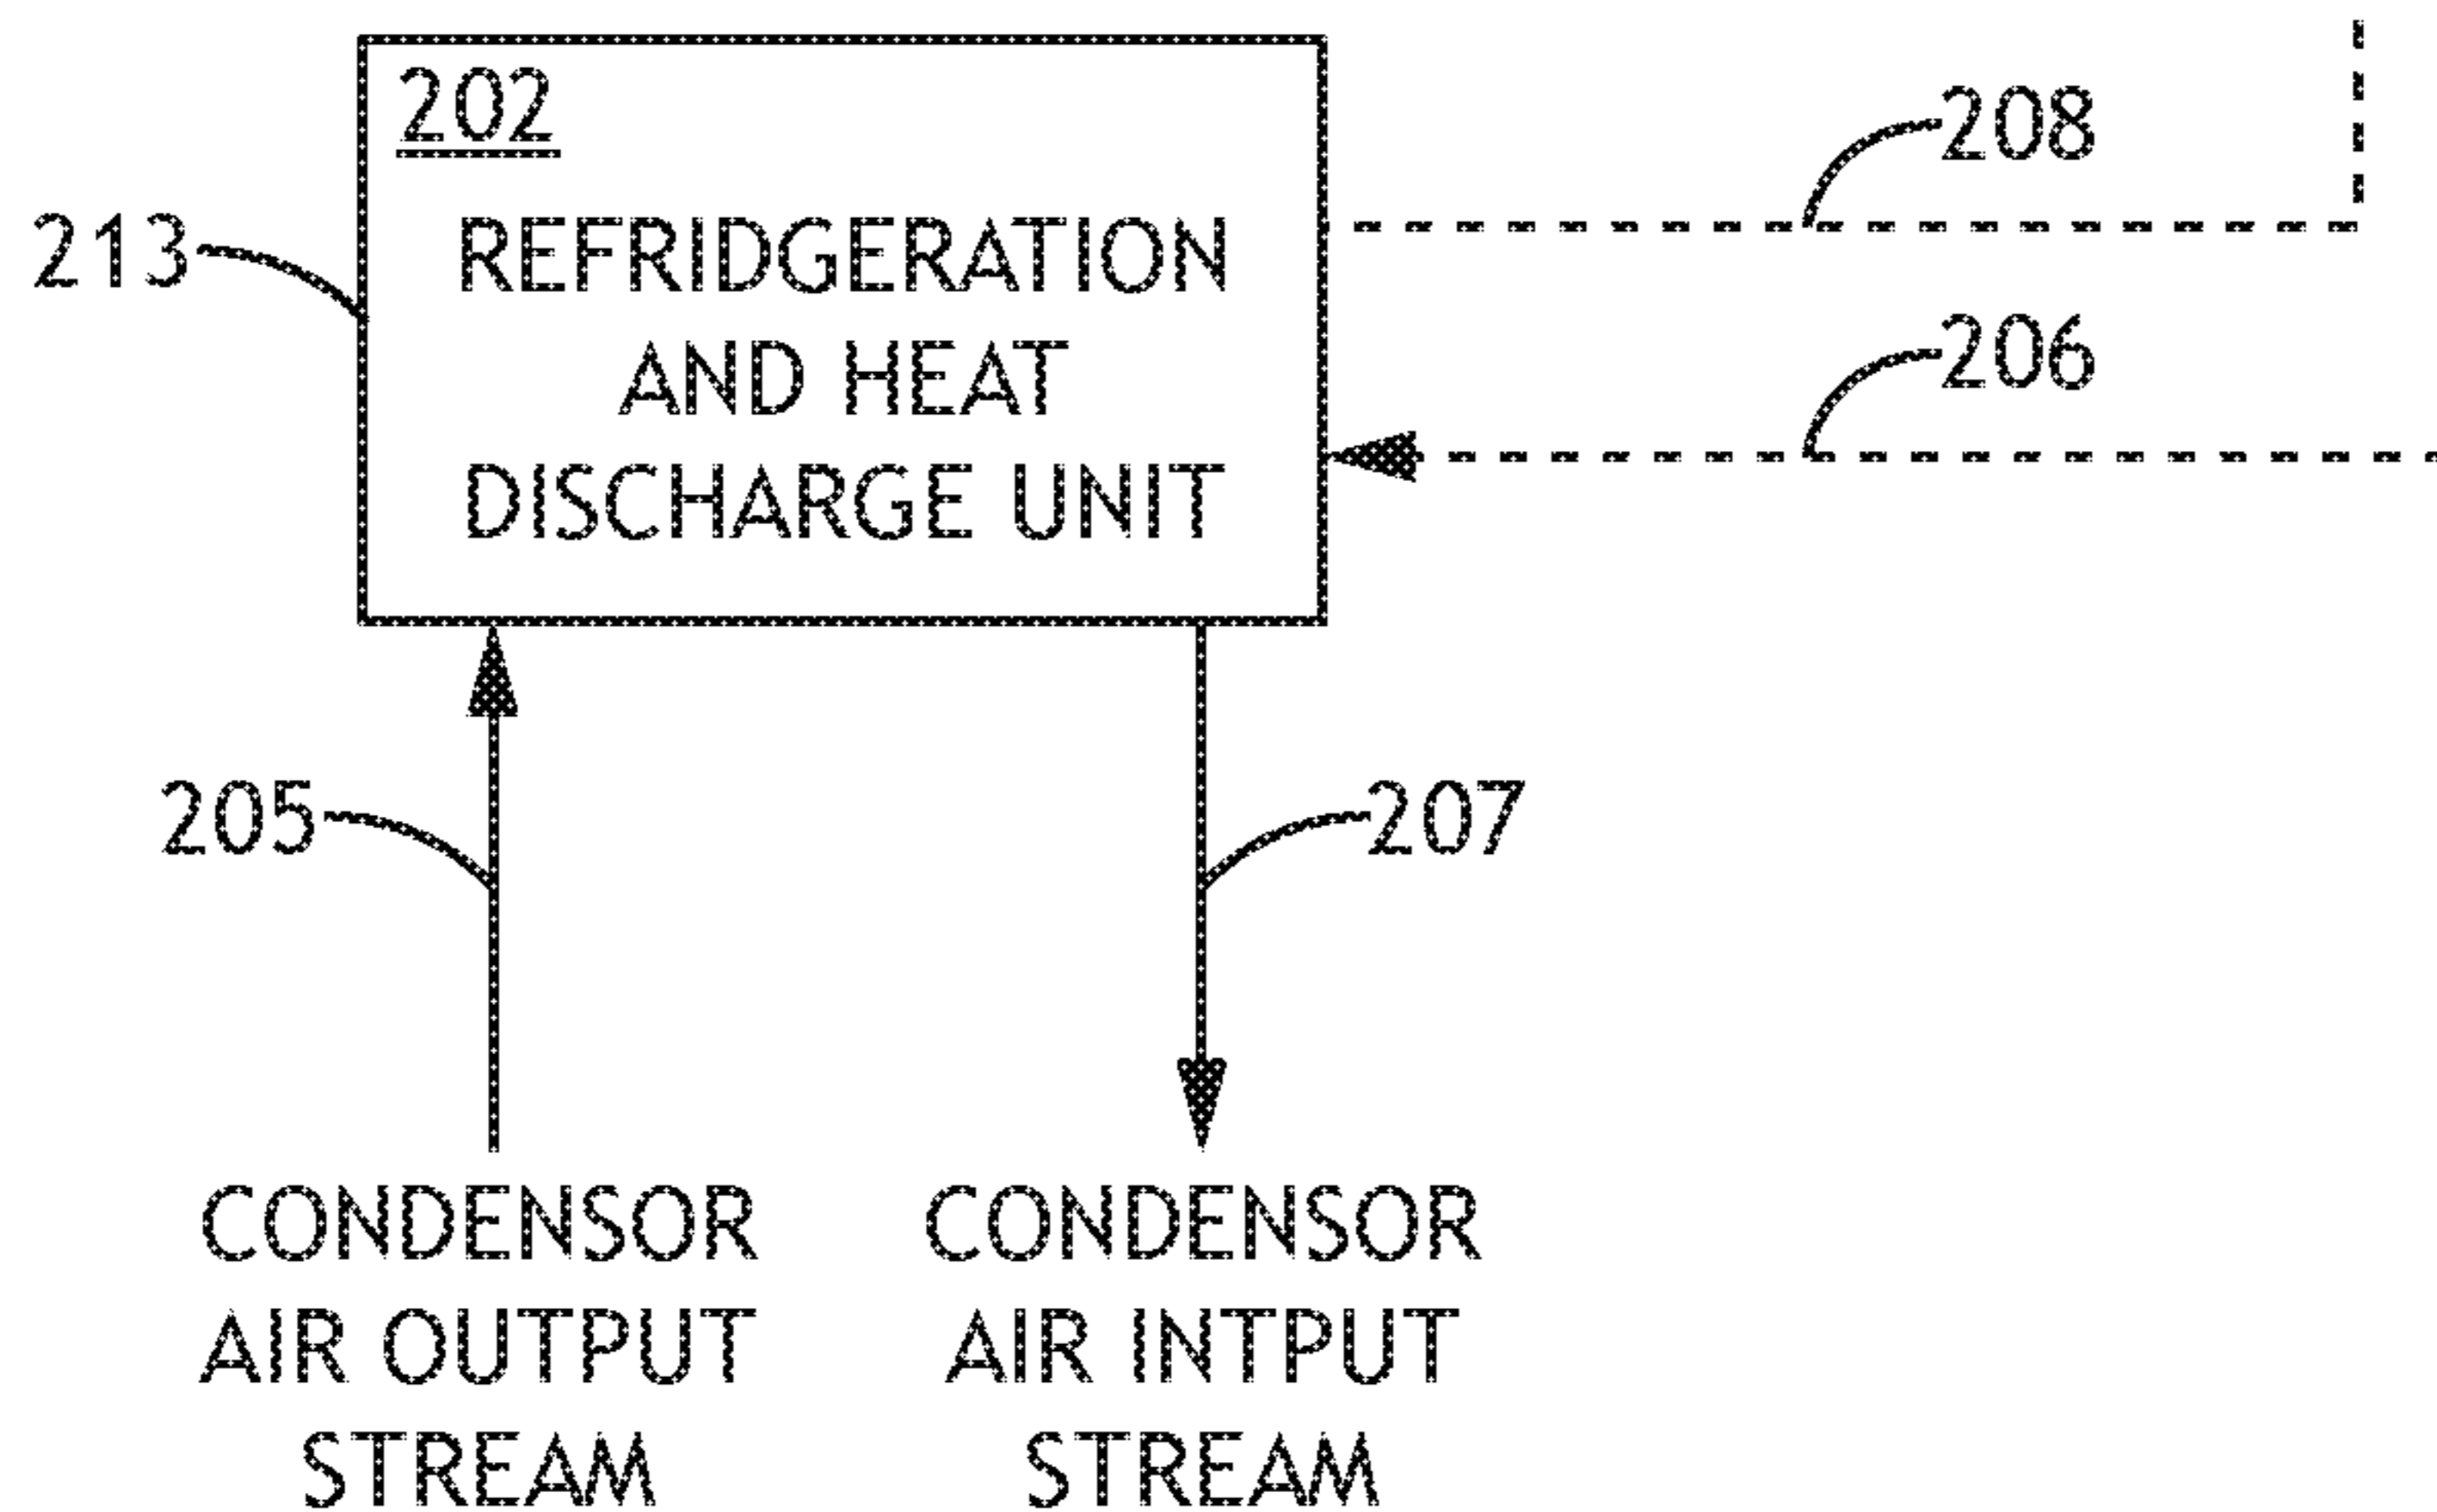 202
208
213
REFRIDGERATION
AND HEAT
DISCHARGE UNIT
206
205
207
CONDENSOR
AIR OUTPUT
STREAM
CONDENSOR
AIR INTPUT
STREAM